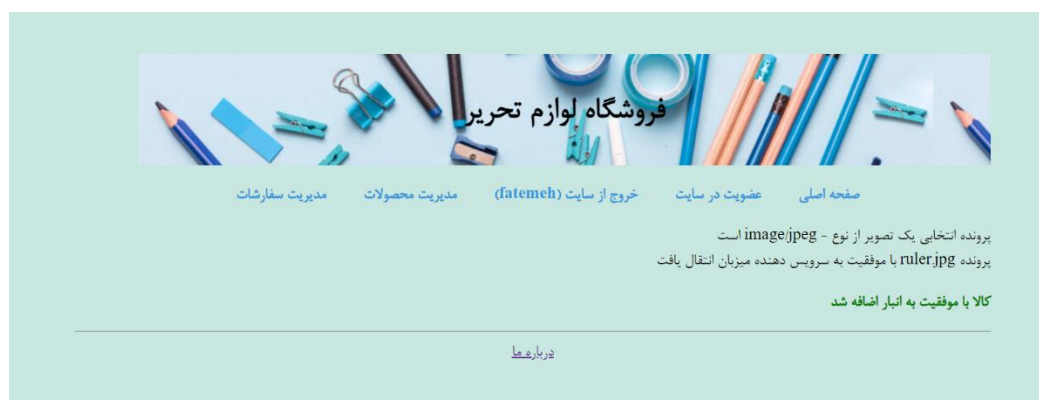 فروشگاه لوازم تحریر
صفحه اصلی عضویت در سایت خروج از سایت (fatemeh) مدیریت محصولات مدیریت سفارشات
پرونده انتخابی یک تصویر از نوع - image/jpeg است
پرونده ruler.jpg با موفقیت به سرویس دهنده میزبان انتقال یافت
کالا با موفقیت به انبار اضافه شد
درباره ما